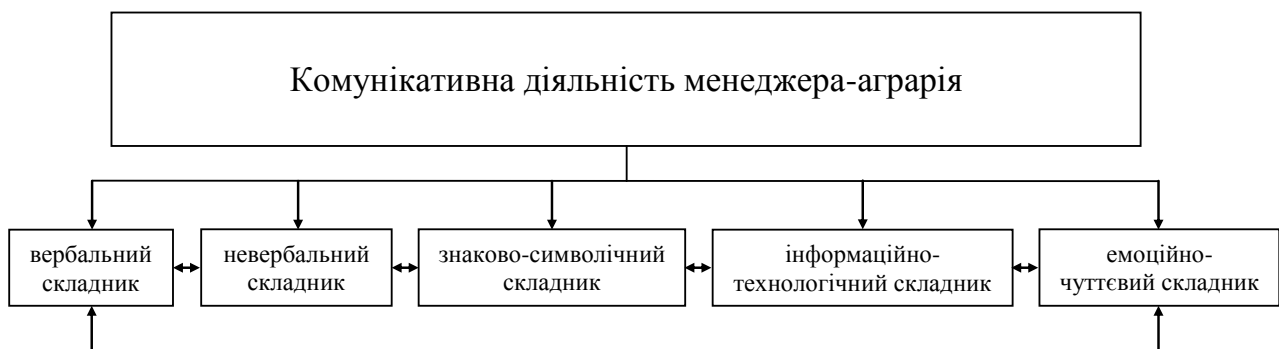 Комунікативна діяльність менеджера-аграрія
вербальний
складник
невербальний
складник
знаково-символічний
складник
інформаційно-
технологічний складник
емоційно-
чуттєвий складник